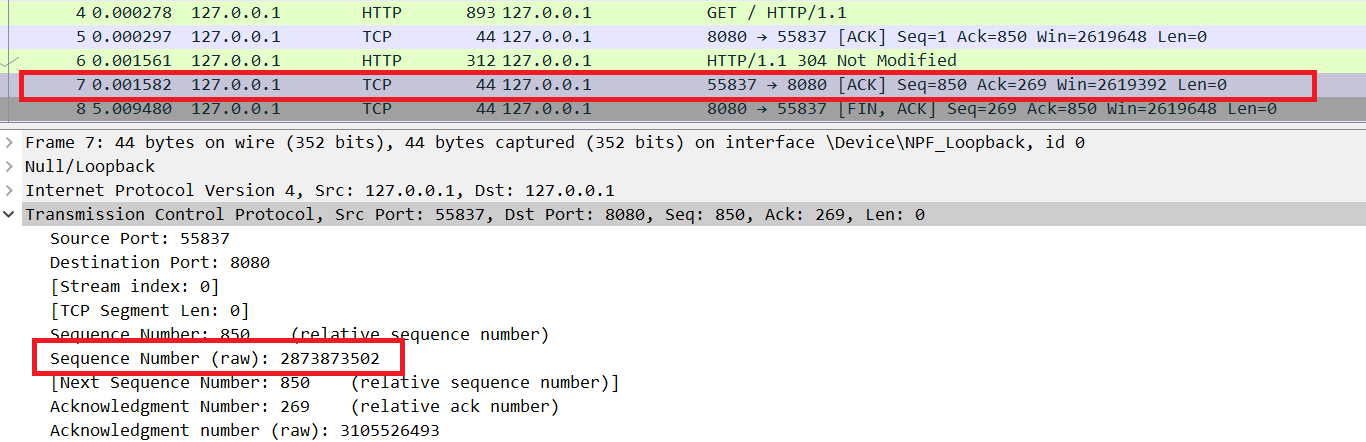 4 0.000278 127.0.0.1 HTTP 893 127.0.0.1 GET / HTTP/1.1
5 0.000297 127.0.0.1 TCP 44 127.0.0.1 8080 → 55837 [ACK] Seq=1 Ack=850 Win=2619648 Len=0
6 0.001561 127.0.0.1 HTTP 312 127.0.0.1 HTTP/1.1 304 Not Modified
7 0.001582 127.0.0.1 TCP 44 127.0.0.1 55837 → 8080 [ACK] Seq=850 Ack=269 Win=2619392 Len=0
8 5.009480 127.0.0.1 TCP 44 127.0.0.1 8080 → 55837 [FIN, ACK] Seq=269 Ack=850 Win=2619648 Len=0
Frame 7: 44 bytes on wire (352 bits), 44 bytes captured (352 bits) on interface \Device\NPF_Loopback, id 0
Null/Loopback
Internet Protocol Version 4, Src: 127.0.0.1, Dst: 127.0.0.1
Transmission Control Protocol, Src Port: 55837, Dst Port: 8080, Seq: 850, Ack: 269, Len: 0
Source Port: 55837
Destination Port: 8080
[Stream index: 0]
[TCP Segment Len: 0]
Sequence Number: 850 (relative sequence number)
Sequence Number (raw): 2873873502
[Next Sequence Number: 850 (relative sequence number)]
Acknowledgment Number: 269 (relative ack number)
Acknowledgment number (raw): 3105526493